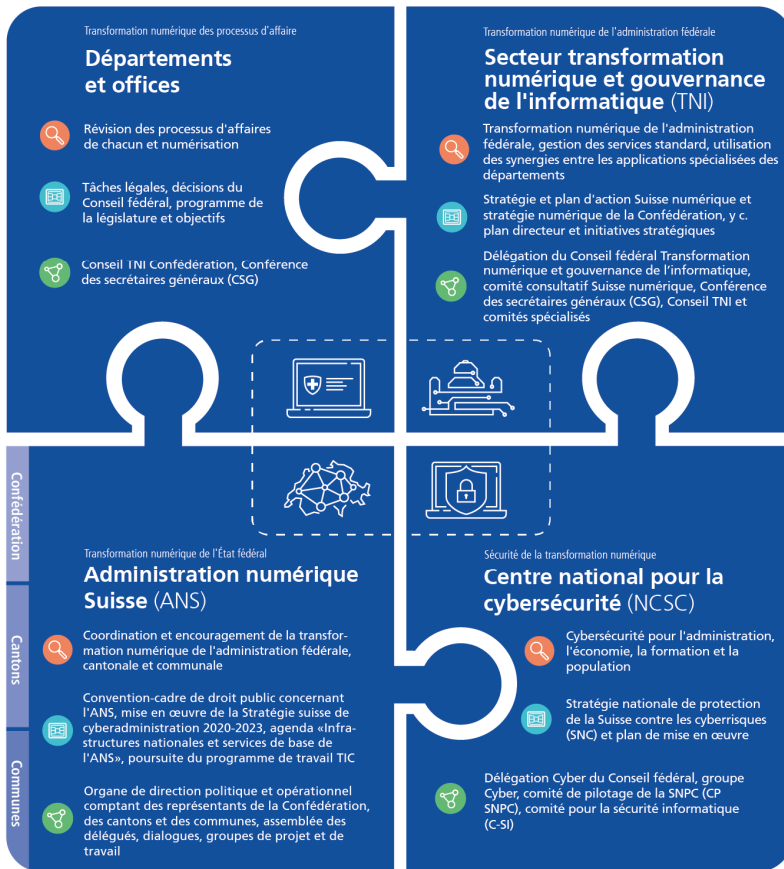 Transformation numérique des processus d'affaire
Départements
et offices
Révision des processus d'affaires
de chacun et numérisation
Tâches légales, décisions du
Conseil fédéral, programme de
la législature et objectifs
Conseil TNI Confédération, Conférence
des secrétaires généraux (CSG)
Transformation numérique de l'administration fédérale
Secteur transformation
numérique et gouvernance
de l'informatique (TNI)
Transformation numérique de l'administration
fédérale, gestion des services standard, utilisation
des synergies entre les applications spécialisées des
départements
Stratégie et plan d'action Suisse numérique et
stratégie numérique de la Confédération, y c.
plan directeur et initiatives stratégiques
Délégation du Conseil fédéral Transformation
numérique et gouvernance de l'informatique,
comité consultatif Suisse numérique, Conférence
des secrétaires généraux (CSG), Conseil TNI et
comités spécialisés
Confédération
Cantons
Communes
Transformation numérique de l'État fédéral
Administration numérique
Suisse (ANS)
Coordination et encouragement de la transfor-
mation numérique de l'administration fédérale,
cantonale et communale
Convention-cadre de droit public concernant
l'ANS, mise en œuvre de la Stratégie suisse de
cyberadministration 2020-2023, agenda «Infra-
structures nationales et services de base de
l'ANS», poursuite du programme de travail TIC
Organe de direction politique et opérationnel
comptant des représentants de la Confédération,
des cantons et des communes, assemblée des
délégués, dialogues, groupes de projet et de
travail
Sécurité de la transformation numérique
Centre national pour la
cybersécurité (NCSC)
Cybersécurité pour l'administration,
l'économie, la formation et la
population
Stratégie nationale de protection
de la Suisse contre les cyberrisques
(SNC) et plan de mise en œuvre
Délégation Cyber du Conseil fédéral, groupe
Cyber, comité de pilotage de la SNPC (CP
SNPC), comité pour la sécurité informatique
(C-SI)